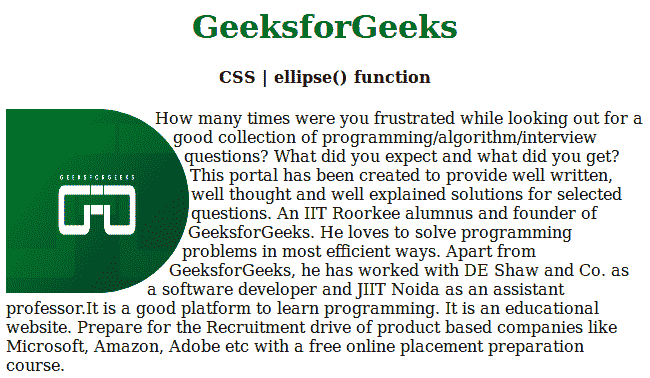 GeeksforGeeks
CSS | ellipse() function
GEEKSFORGEEKS
How many times were you frustrated while looking out for a
good collection of programming/algorithm/interview
questions? What did you expect and what did you get?
This portal has been created to provide well written,
well thought and well explained solutions for selected
questions. An IIT Roorkee alumnus and founder of
GeeksforGeeks. He loves to solve programming
problems in most efficient ways. Apart from
GeeksforGeeks, he has worked with DE Shaw and Co. as
a software developer and JIIT Noida as an assistant
professor.It is a good platform to learn programming. It is an educational
website. Prepare for the Recruitment drive of product based companies like
Microsoft, Amazon, Adobe etc with a free online placement preparation
course.